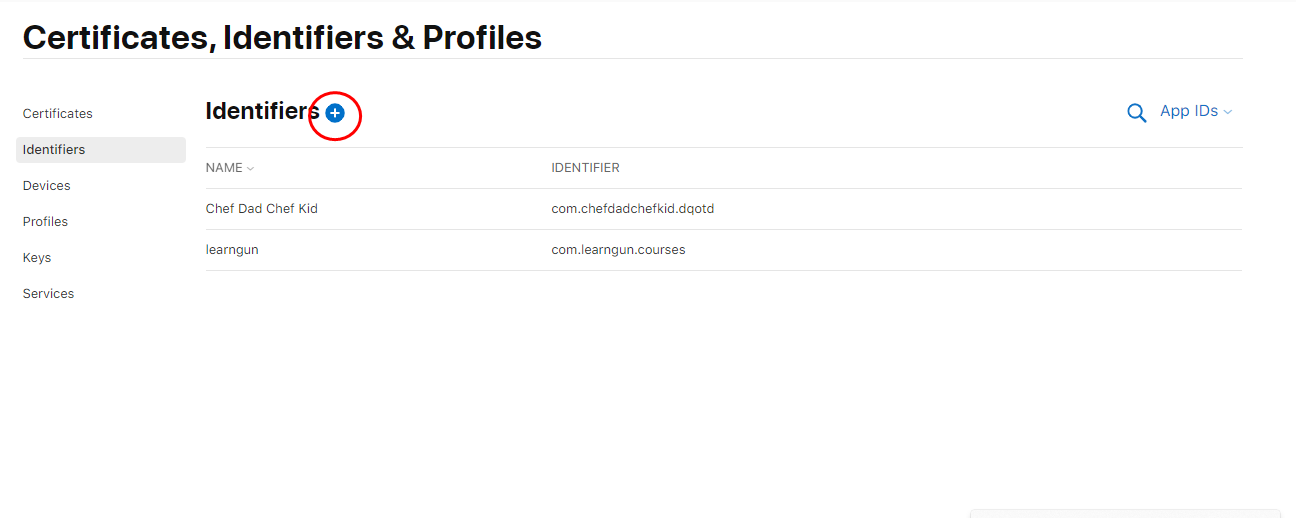 Certificates, Identifiers & Profiles
Certificates
Identifiers
Devices
Profiles
Keys
Services
Identifiers
App IDs
NAME IDENTIFIER
Chef Dad Chef Kid com.chefdadchefkid.dqotd
learngun com.learngun.courses